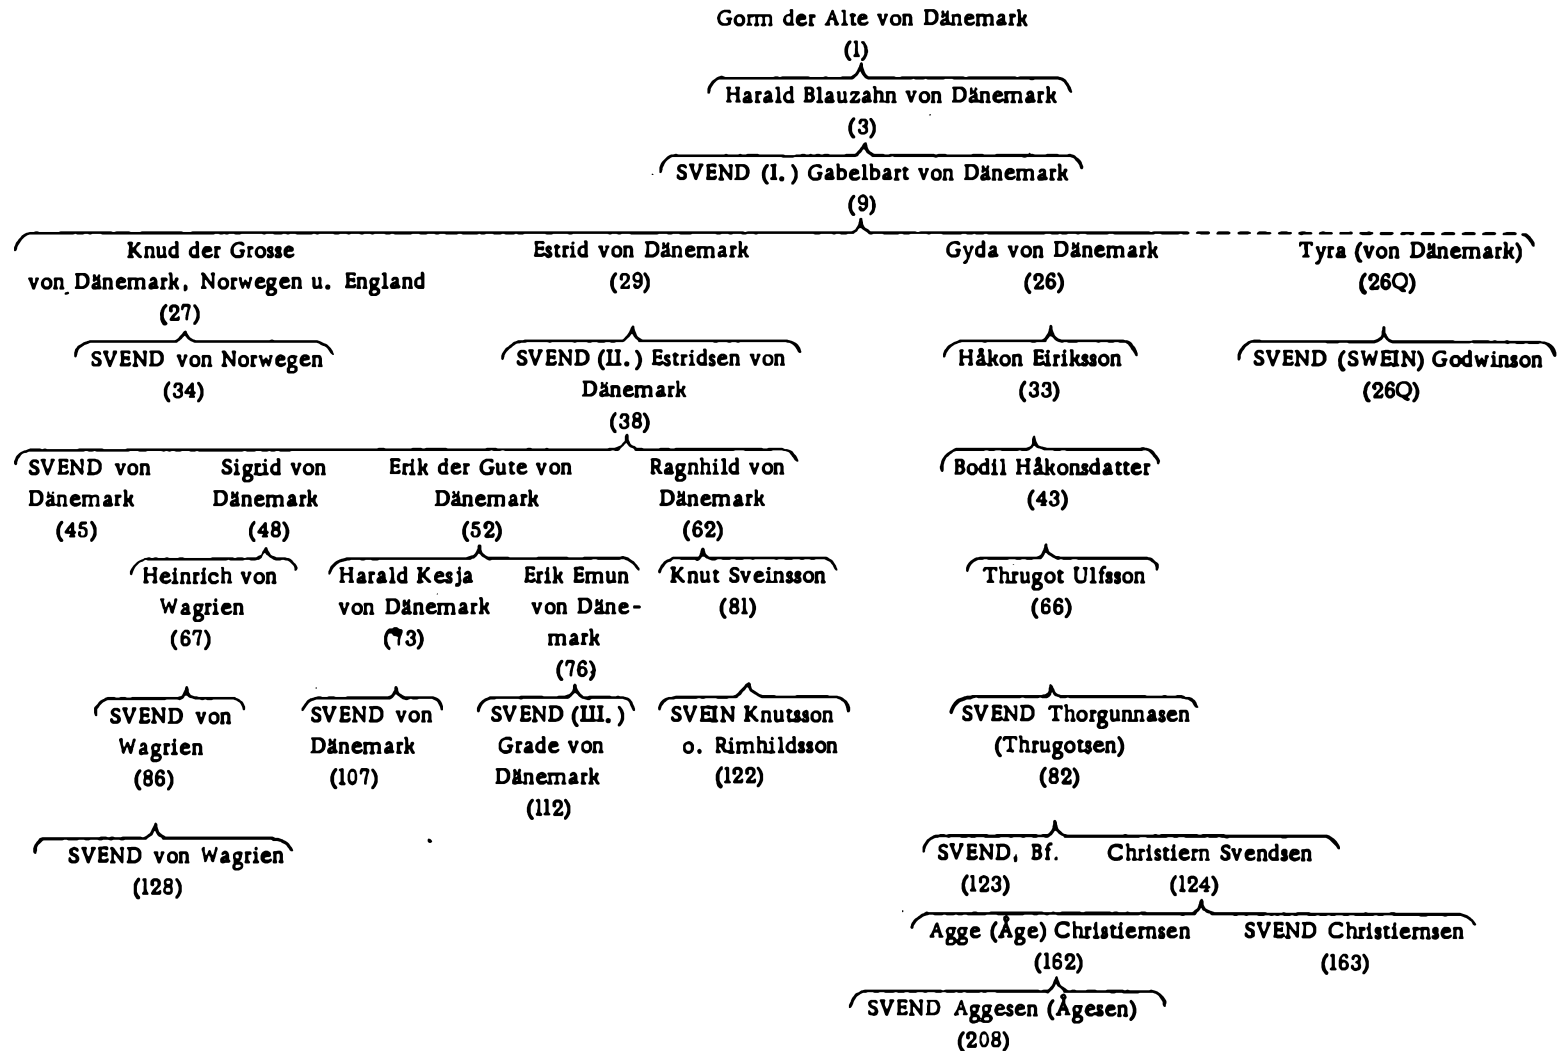 Gorm der Alte von Dänemark
(1)
Harald Blauzahn von Dänemark
(3)
SVEND (I.) Gabelbart von Dänemark
(9)
Knud der Grosse
von Dänemark, Norwegen u. England
(27)
Estrid von Dänemark
(29)
Gyda von Dänemark
(26)
Tyra (von Dänemark)
(26Q)
SVEND von Norwegen
(34)
SVEND (II.) Estridsen von
Dänemark
(38)
Håkon Eiriksson
(33)
SVEND (SWEIN) Godwinson
(26Q)
SVEND von
Dänemark
(45)
Sigrid von
Dänemark
(48)
Erik der Gute von
Dänemark
(52)
Ragnhild von
Dänemark
(62)
Bodil Håkonsdatter
(43)
Heinrich von
Wagrien
(67)
Harald Kesja
von Dänemark
(73)
Erik Emun
von Däne-
mark
(76)
Knut Sveinsson
(81)
Thrugot Ulfsson
(66)
SVEND von
Wagrien
(86)
SVEND von
Dänemark
(107)
SVEND (III.)
Grade von
Dänemark
(112)
SVEIN Knutsson
o. Rimhildsson
(122)
SVEND Thorgunnasen
(Thrugotsen)
(82)
SVEND von Wagrien
(128)
SVEND, Bf.
(123)
Christiern Svendsen
(124)
Agge (Åge) Christiernsen
(162)
SVEND Christiernsen
(163)
SVEND Aggesen (Ågesen)
(208)